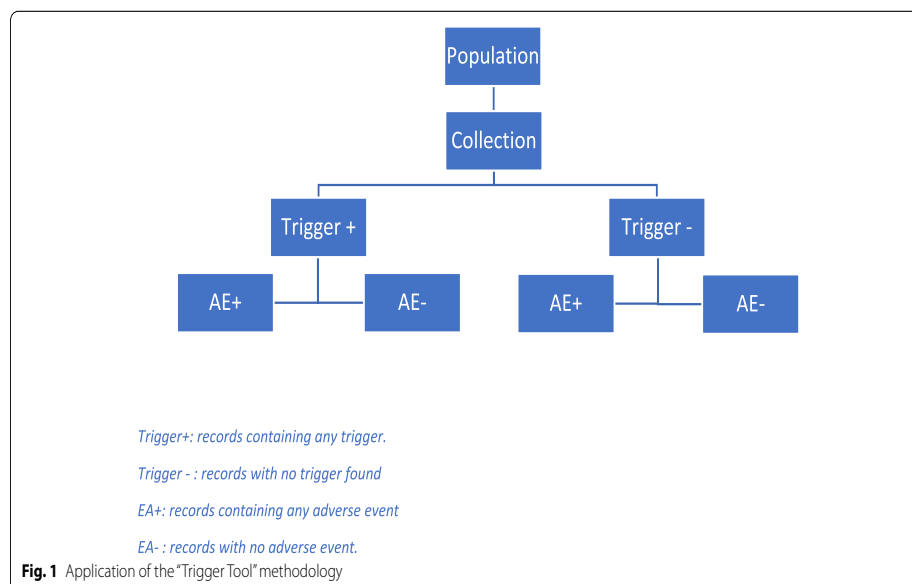 Population
Collection
Trigger +
Trigger -
AE+
AE-
AE+
AE-
Trigger+: records containing any trigger.
Trigger - : records with no trigger found
EA+: records containing any adverse event
EA- : records with no adverse event.
Fig. 1 Application of the “Trigger Tool” methodology